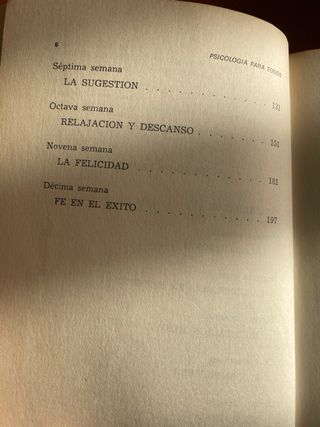 6 PSICOLOGIA PARA TODOS
Séptima semana
LA SUGESTION . . . . . . . . . . 131
Octava semana
RELAJACION Y DESCANSO . . . . . . 151
Novena semana
LA FELICIDAD . . . . . . . . . . 181
Décima semana
FE EN EL EXITO . . . . . . . . . 197